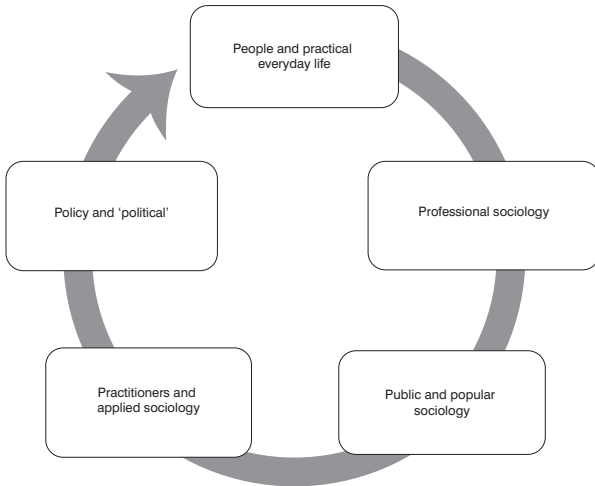 People and practical
everyday life
Professional sociology
Public and popular
sociology
Practitioners and
applied sociology
Policy and ‘political’